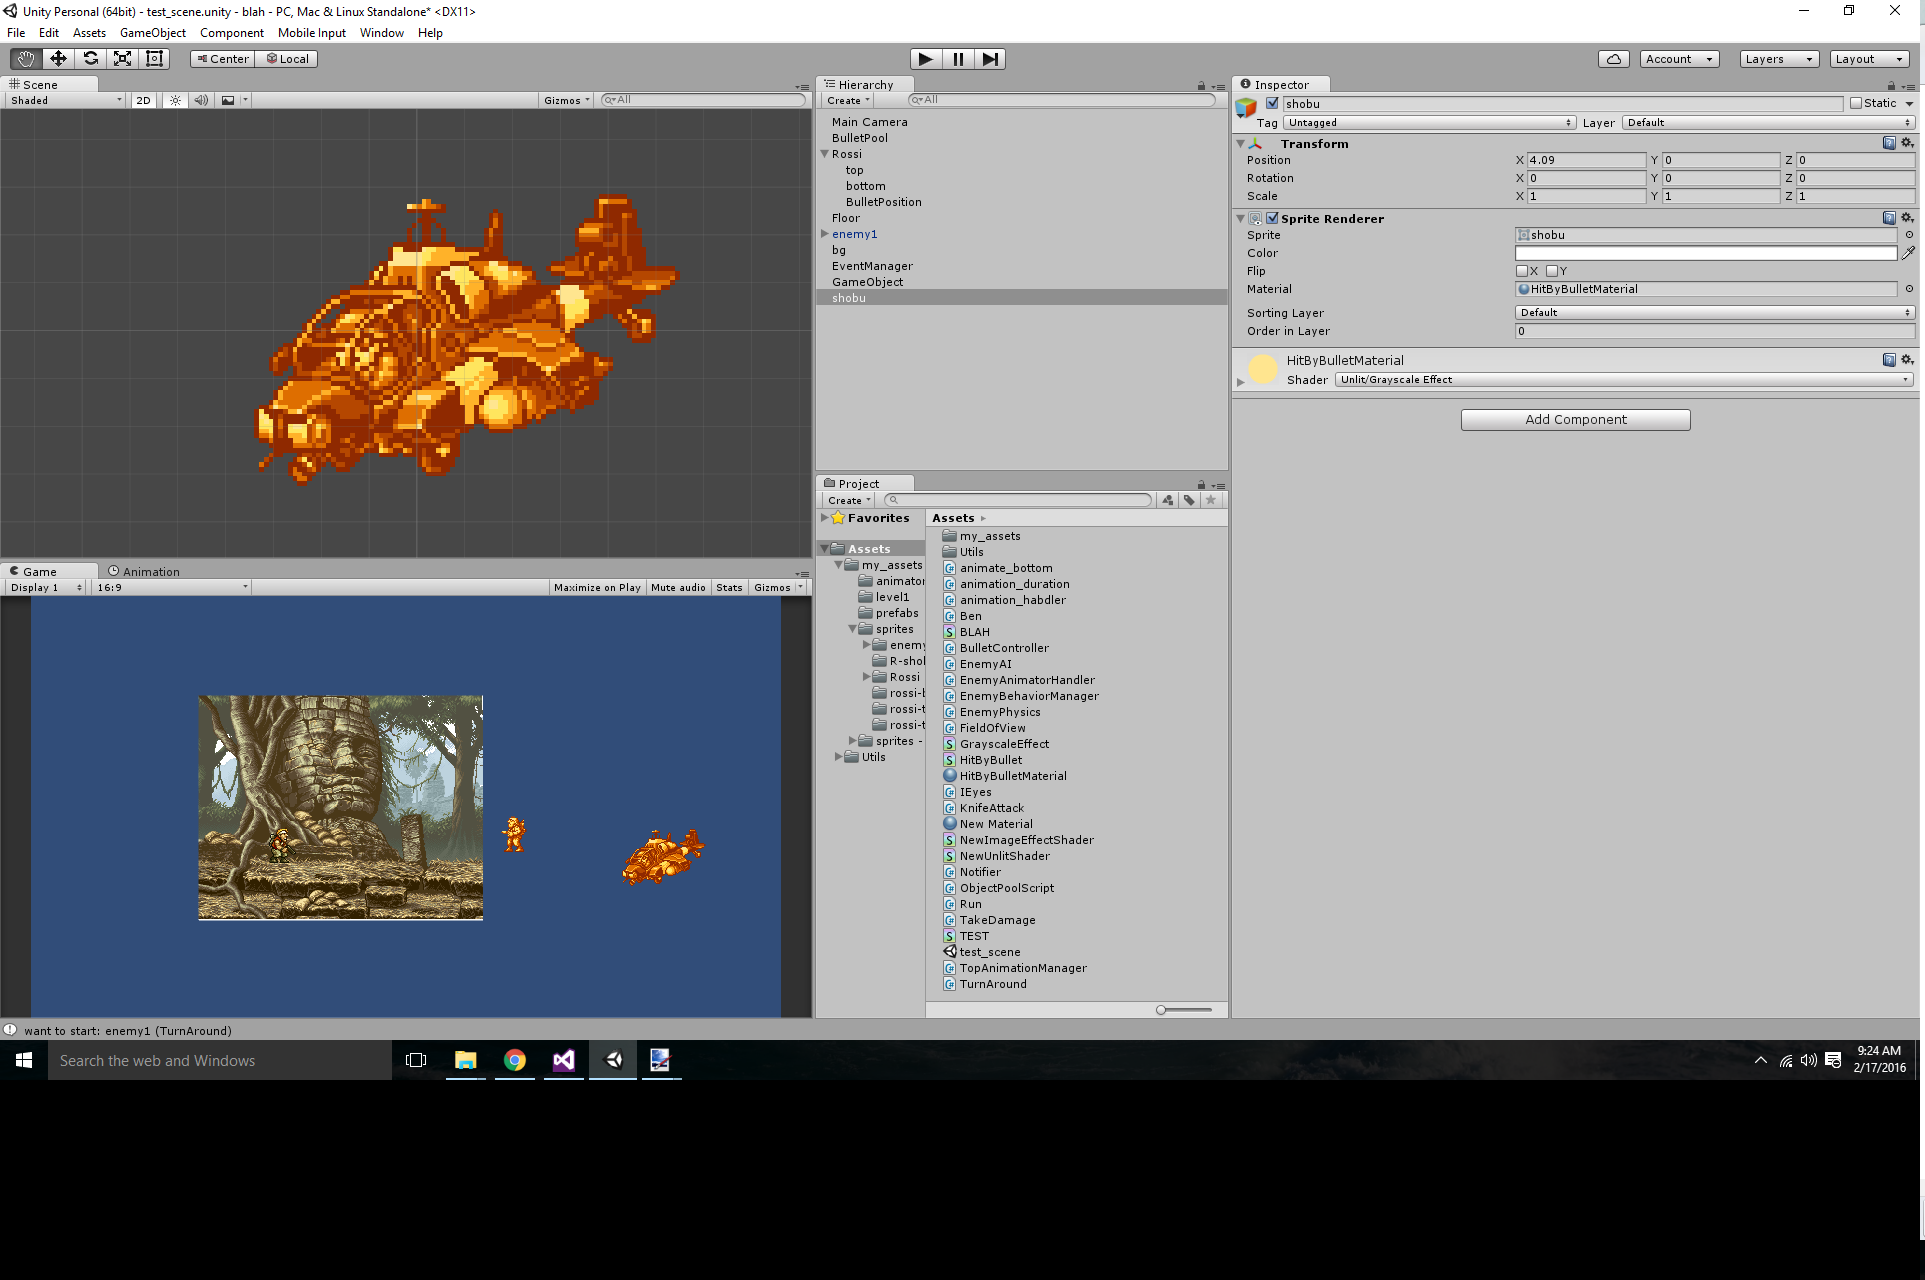 Unity Personal (64bit) - test_scene.unity - blah - PC, Mac & Linux Standalone* <DX11>
File Edit Assets GameObject Component Mobile Input Window Help
Center Local
Account Layers Layout
Scene
Shaded 2D Gizmos All
Hierarchy
Create All
Main Camera
BulletPool
Rossi
top
bottom
BulletPosition
Floor
enemy1
bg
EventManager
GameObject
shobu
Game Animation
Display 1 16:9 Maximize on Play Mute audio Stats Gizmos
Project
Create
Favorites
Assets
my_assets
animator
level1
prefabs
sprites
enemy
R-shol
Rossi
rossi-b
rossi-t
rossi-t
sprites -
Utils
Assets
my_assets
Utils
animate_bottom
animation_duration
animation_habdler
Ben
BLAH
BulletController
EnemyAI
EnemyAnimatorHandler
EnemyBehaviorManager
EnemyPhysics
FieldOfView
GrayscaleEffect
HitByBullet
HitByBulletMaterial
IEyes
KnifeAttack
New Material
NewImageEffectShader
NewUnlitShader
Notifier
ObjectPoolScript
Run
TakeDamage
TEST
test_scene
TopAnimationManager
TurnAround
Inspector
shobu Static
Tag Untagged Layer Default
Transform
Position X 4.09 Y 0 Z 0
Rotation X 0 Y 0 Z 0
Scale X 1 Y 1 Z 1
Sprite Renderer
Sprite shobu
Color
Flip X Y
Material HitByBulletMaterial
Sorting Layer Default
Order in Layer 0
HitByBulletMaterial
Shader Unlit/Grayscale Effect
Add Component
want to start: enemy1 (TurnAround)
Search the web and Windows
9:24 AM
2/17/2016